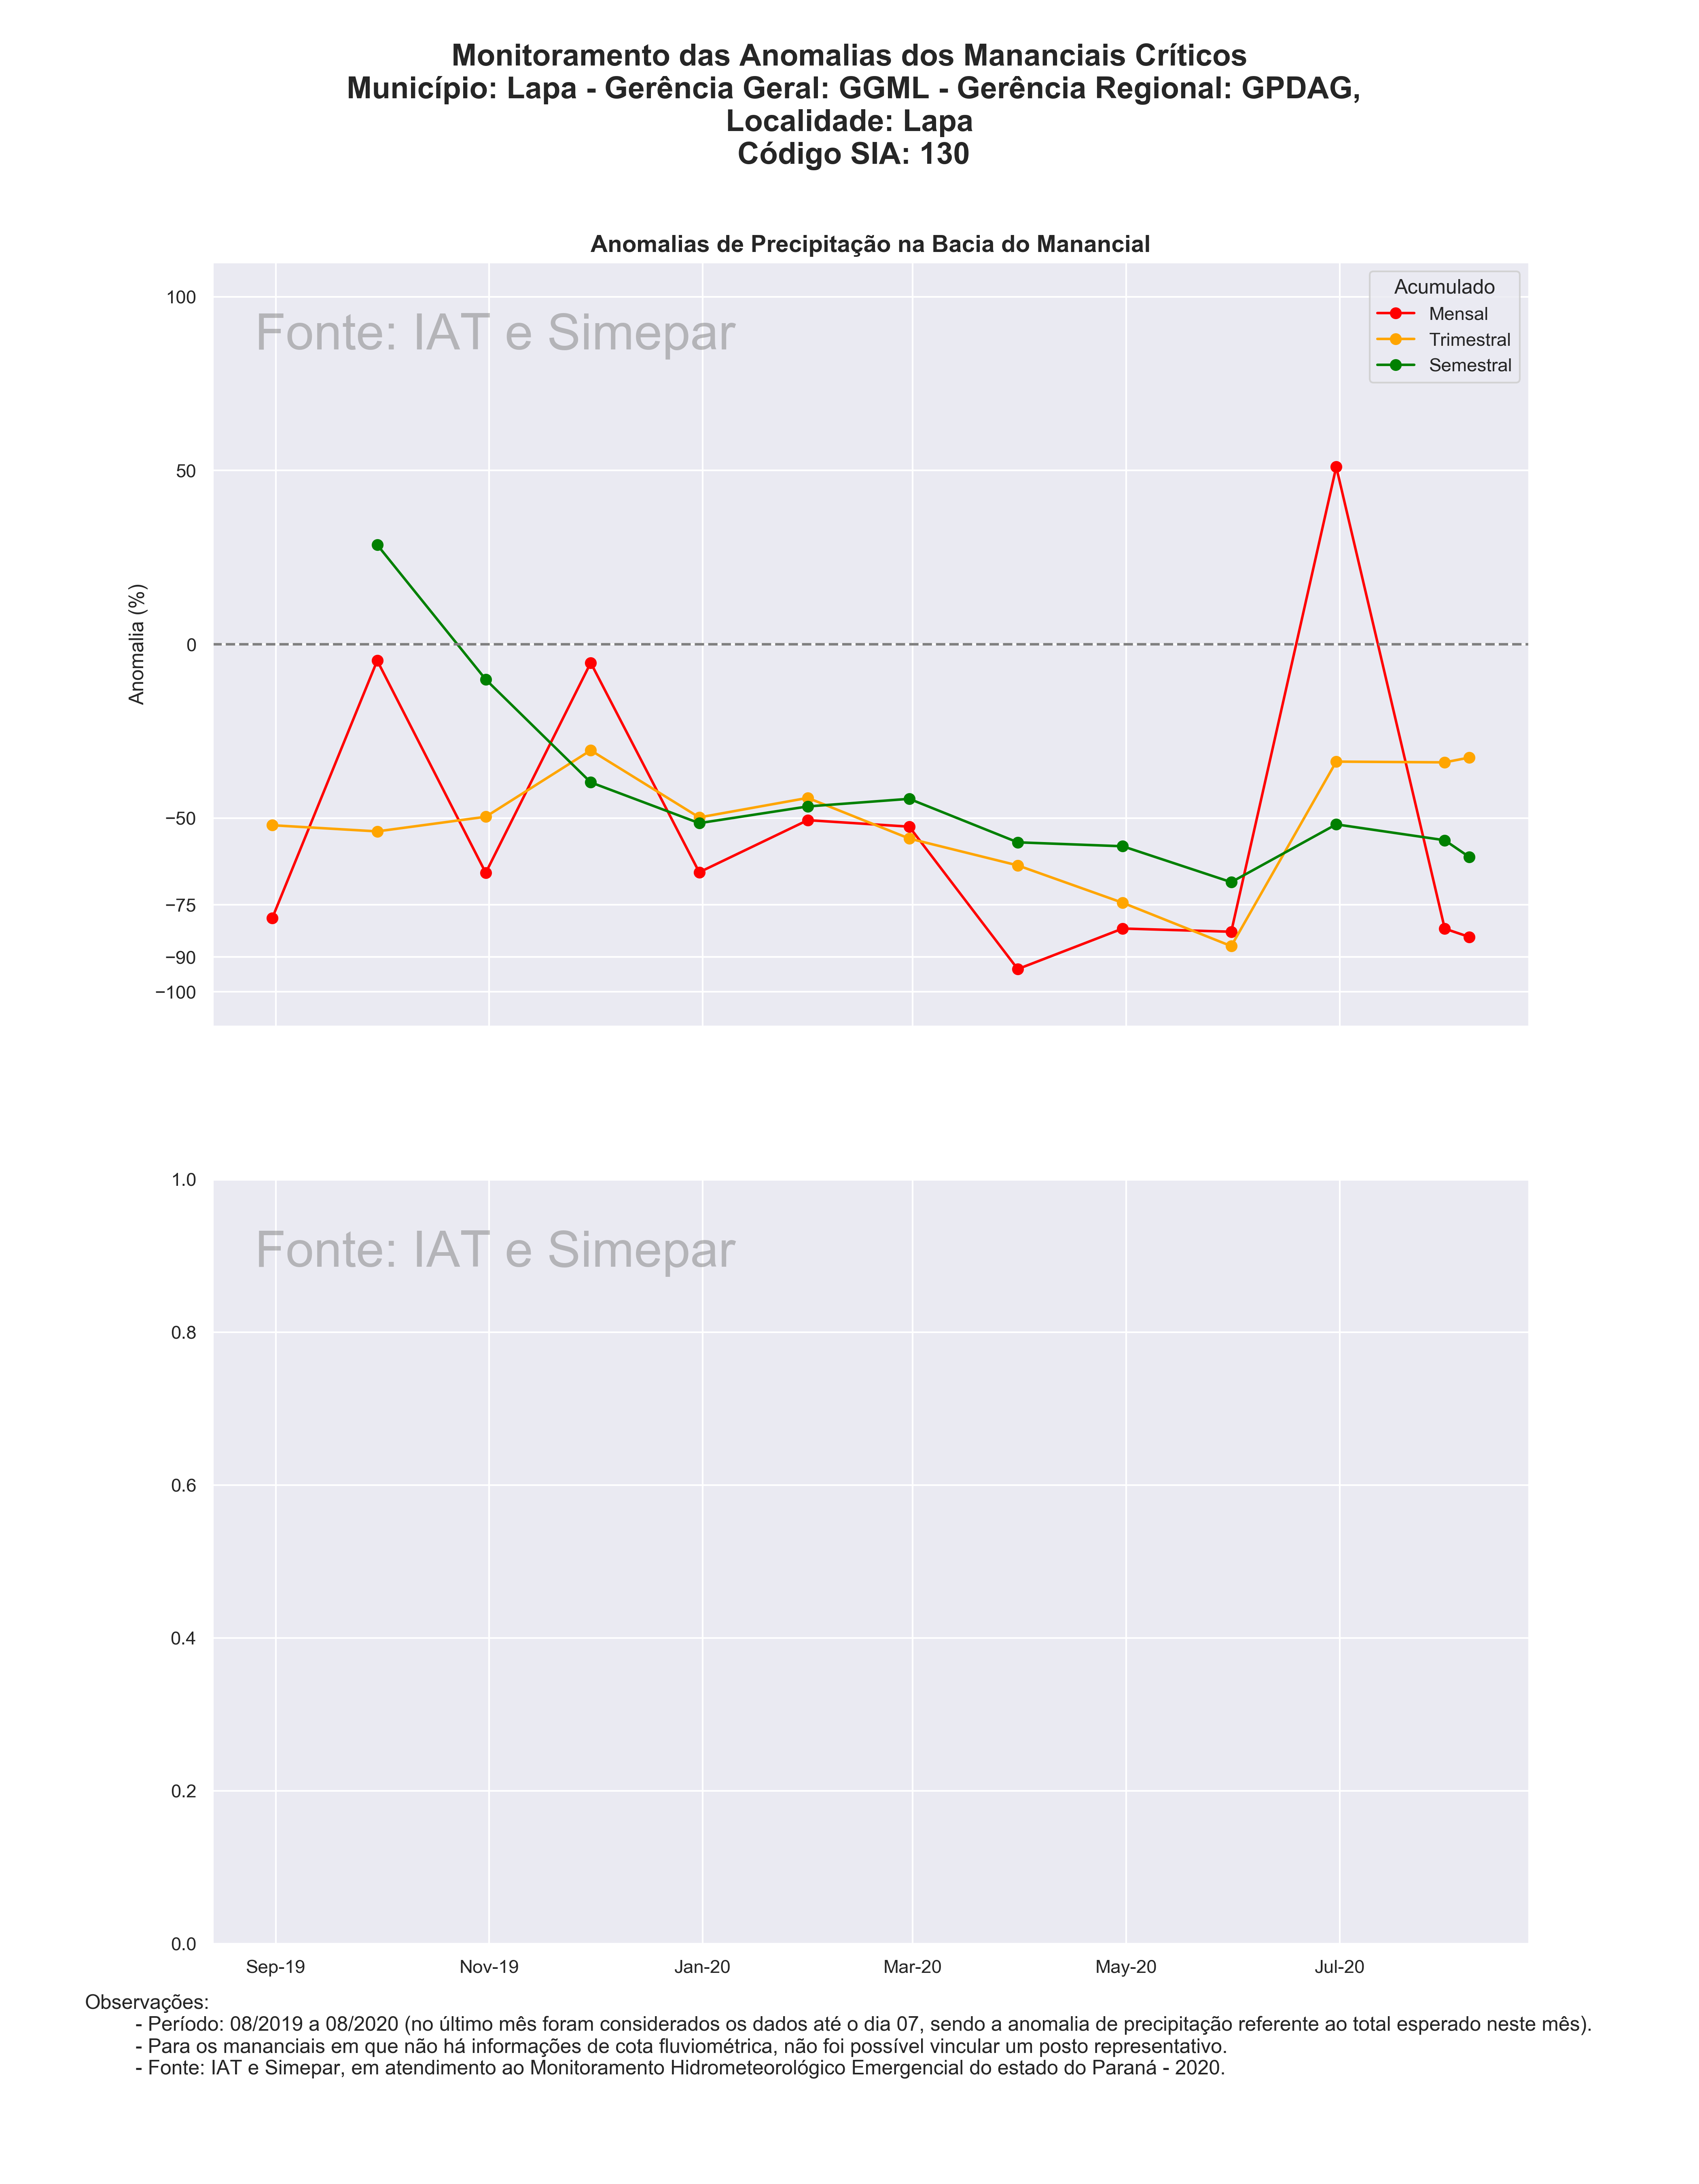 Monitoramento das Anomalias dos Mananciais Críticos
Município: Lapa - Gerência Geral: GGML - Gerência Regional: GPDAG,
Localidade: Lapa
Código SIA: 130
Anomalias de Precipitação na Bacia do Manancial
Fonte: IAT e Simepar
Acumulado
Mensal
Trimestral
Semestral
Anomalia (%)
100
50
0
−50
−75
−90
−100
Fonte: IAT e Simepar
1.0
0.8
0.6
0.4
0.2
0.0
Sep-19 Nov-19 Jan-20 Mar-20 May-20 Jul-20
Observações:
- Período: 08/2019 a 08/2020 (no último mês foram considerados os dados até o dia 07, sendo a anomalia de precipitação referente ao total esperado neste mês).
- Para os mananciais em que não há informações de cota fluviométrica, não foi possível vincular um posto representativo.
- Fonte: IAT e Simepar, em atendimento ao Monitoramento Hidrometeorológico Emergencial do estado do Paraná - 2020.